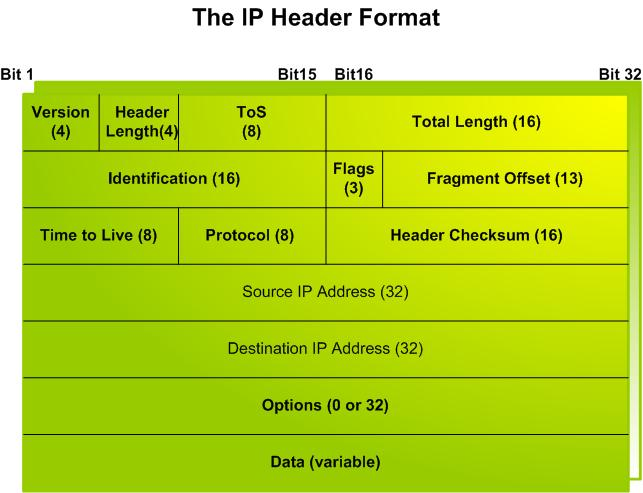 The IP Header Format
Bit 1 Bit15 Bit16 Bit 32
Version
(4)
Header
Length(4)
ToS
(8)
Total Length (16)
Identification (16)
Flags
(3)
Fragment Offset (13)
Time to Live (8)
Protocol (8)
Header Checksum (16)
Source IP Address (32)
Destination IP Address (32)
Options (0 or 32)
Data (variable)